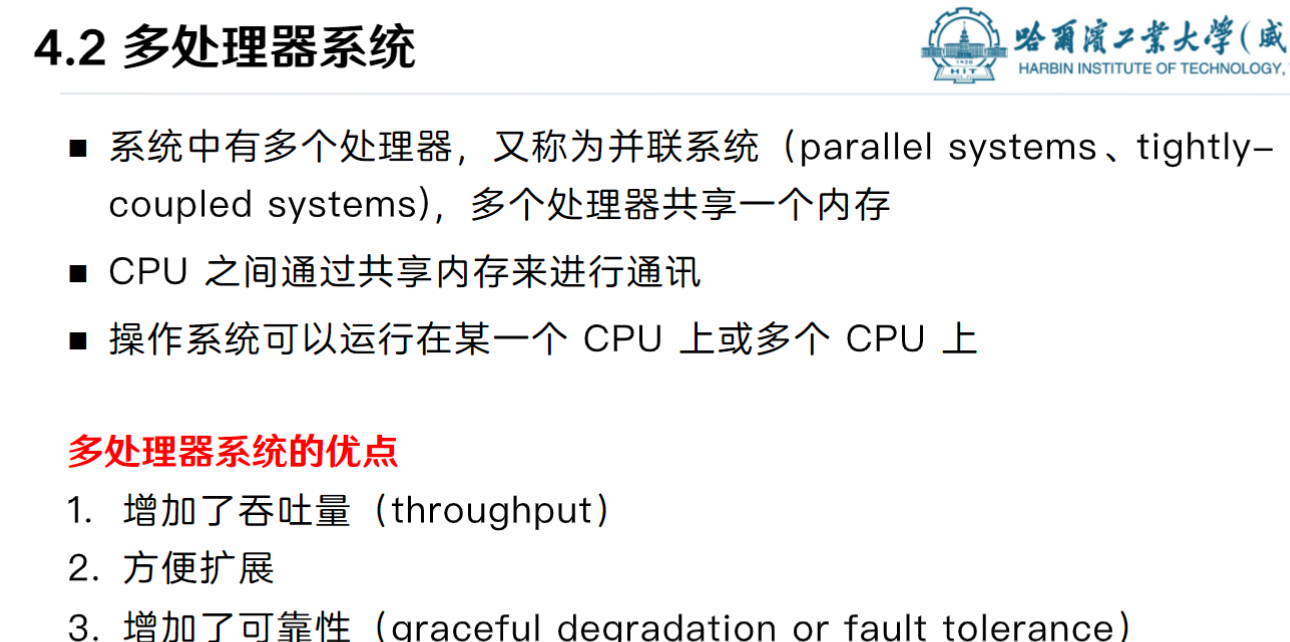 4.2 多处理器系统
哈爾濱工業大學(威
HARBIN INSTITUTE OF TECHNOLOGY,
1920
HIT
■ 系统中有多个处理器，又称为并联系统（parallel systems、tightly-
coupled systems)，多个处理器共享一个内存
■ CPU 之间通过共享内存来进行通讯
■ 操作系统可以运行在某一个 CPU 上或多个 CPU 上
多处理器系统的优点
1. 增加了吞吐量（throughput）
2. 方便扩展
3. 增加了可靠性（graceful degradation or fault tolerance）